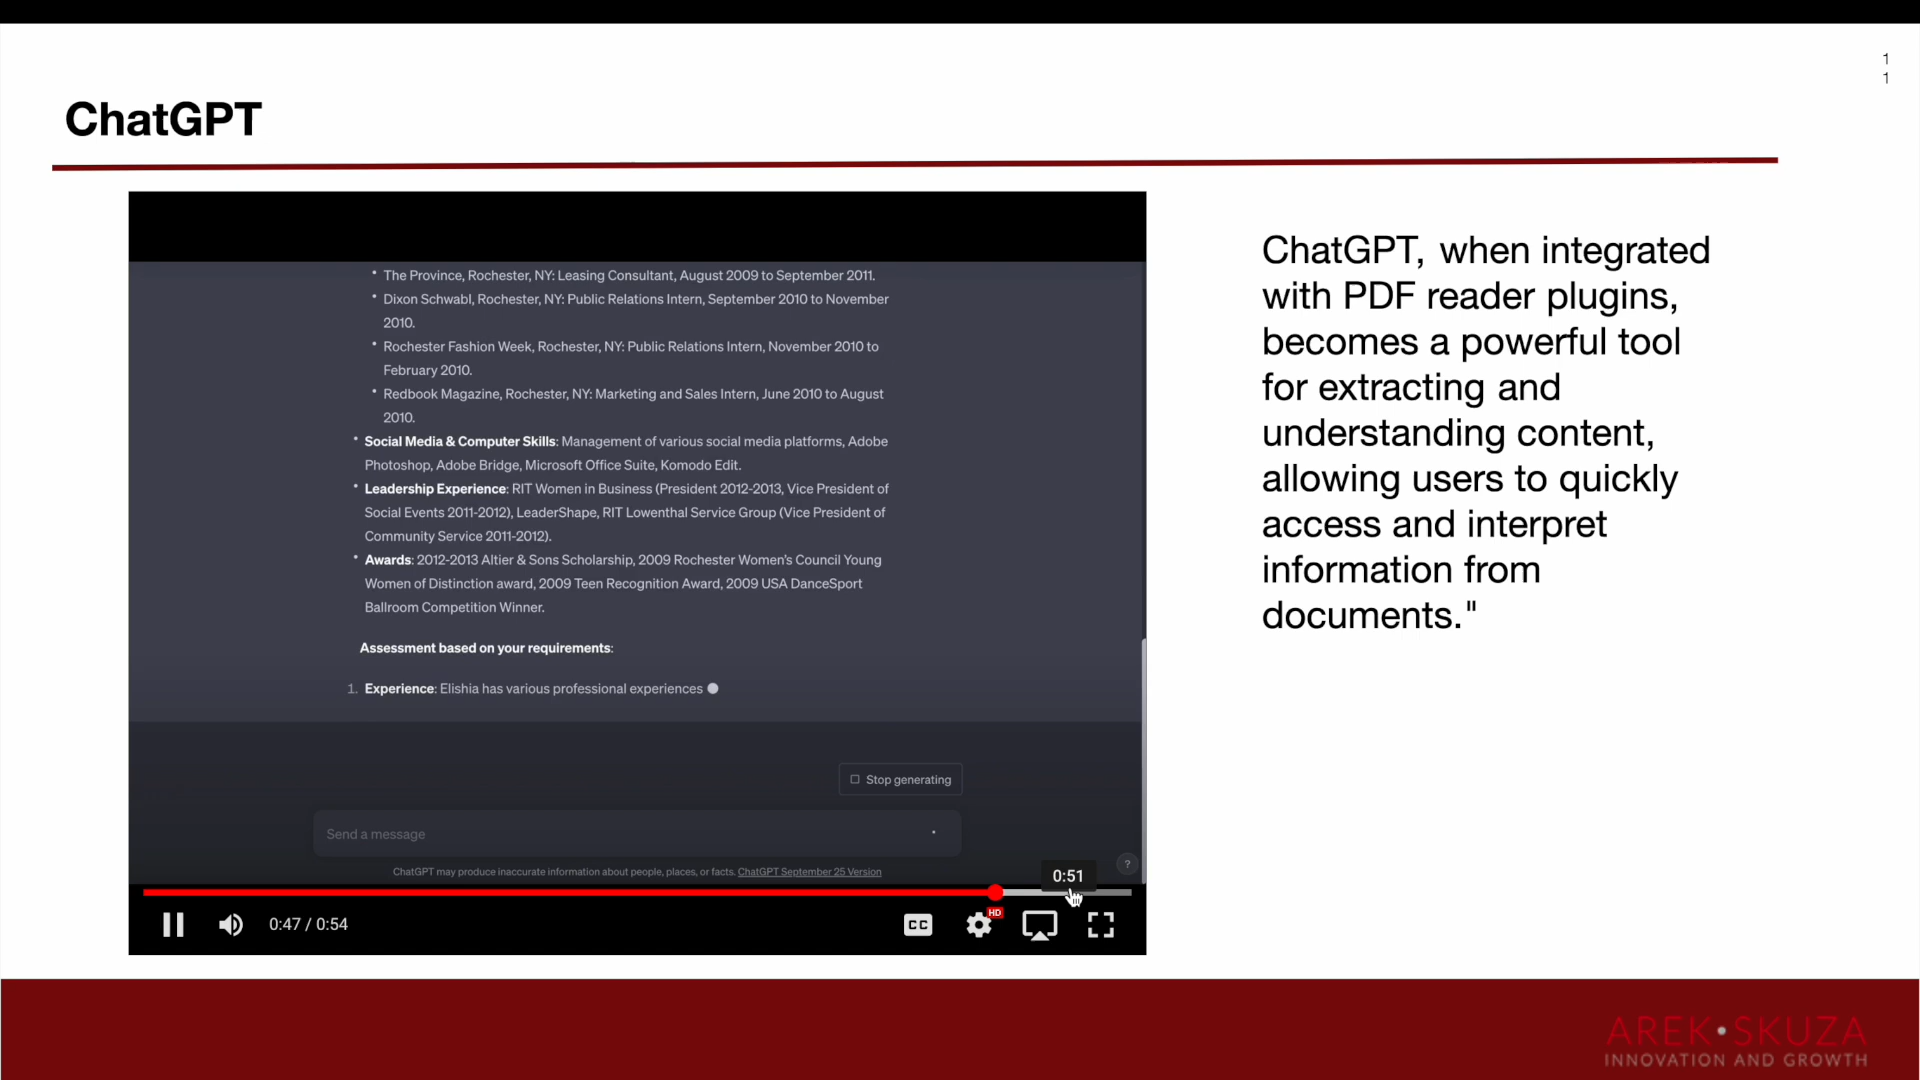 1
1
ChatGPT
• The Province, Rochester, NY: Leasing Consultant, August 2009 to September 2011.
• Dixon Schwabl, Rochester, NY: Public Relations Intern, September 2010 to November
2010.
• Rochester Fashion Week, Rochester, NY: Public Relations Intern, November 2010 to
February 2010.
• Redbook Magazine, Rochester, NY: Marketing and Sales Intern, June 2010 to August
2010.
• Social Media & Computer Skills: Management of various social media platforms, Adobe
Photoshop, Adobe Bridge, Microsoft Office Suite, Komodo Edit.
• Leadership Experience: RIT Women in Business (President 2012-2013, Vice President of
Social Events 2011-2012), LeaderShape, RIT Lowenthal Service Group (Vice President of
Community Service 2011-2012).
• Awards: 2012-2013 Altier & Sons Scholarship, 2009 Rochester Women's Council Young
Women of Distinction award, 2009 Teen Recognition Award, 2009 USA DanceSport
Ballroom Competition Winner.
Assessment based on your requirements:
1. Experience: Elishia has various professional experiences
Stop generating
Send a message
ChatGPT may produce inaccurate information about people, places, or facts. ChatGPT September 25 Version
?
0:51
0:47 / 0:54
CC
HD
ChatGPT, when integrated
with PDF reader plugins,
becomes a powerful tool
for extracting and
understanding content,
allowing users to quickly
access and interpret
information from
documents."
AREK•SKUZA
INNOVATION AND GROWTH